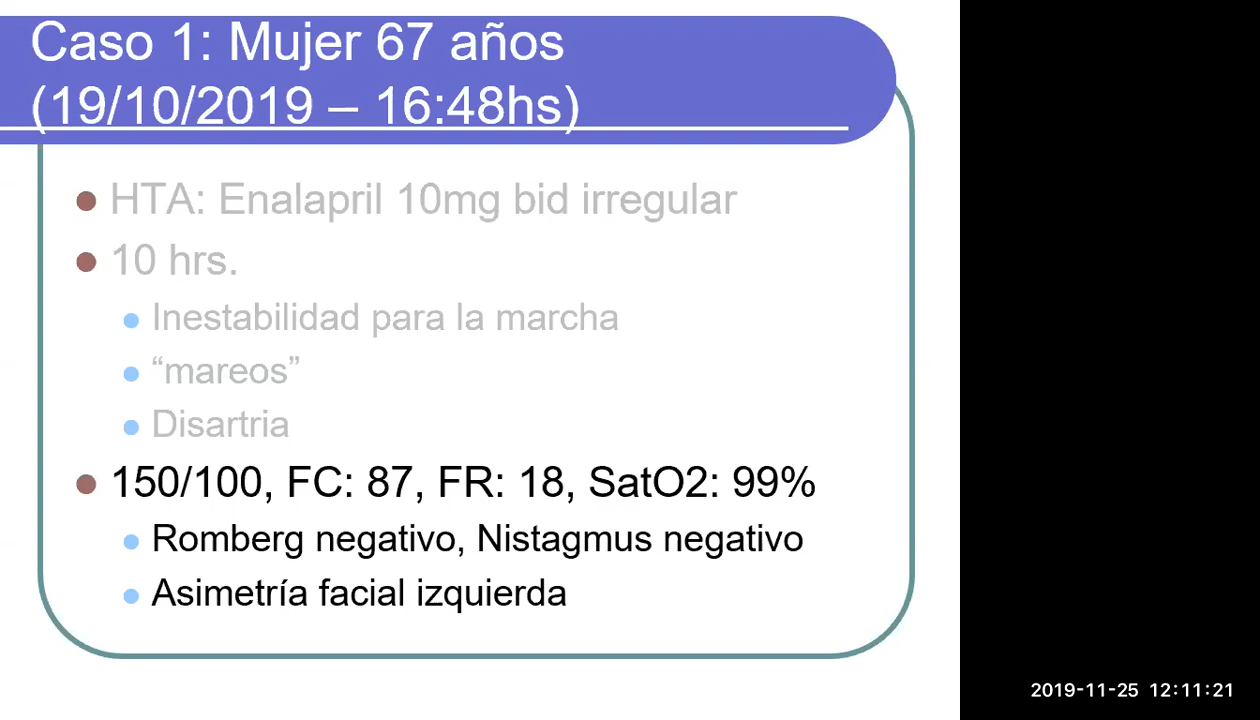 Caso 1: Mujer 67 años
(19/10/2019 – 16:48hs)
HTA: Enalapril 10mg bid irregular
10 hrs.
Inestabilidad para la marcha
“mareos”
Disartria
150/100, FC: 87, FR: 18, SatO2: 99%
Romberg negativo, Nistagmus negativo
Asimetría facial izquierda
2019-11-25 12:11:21